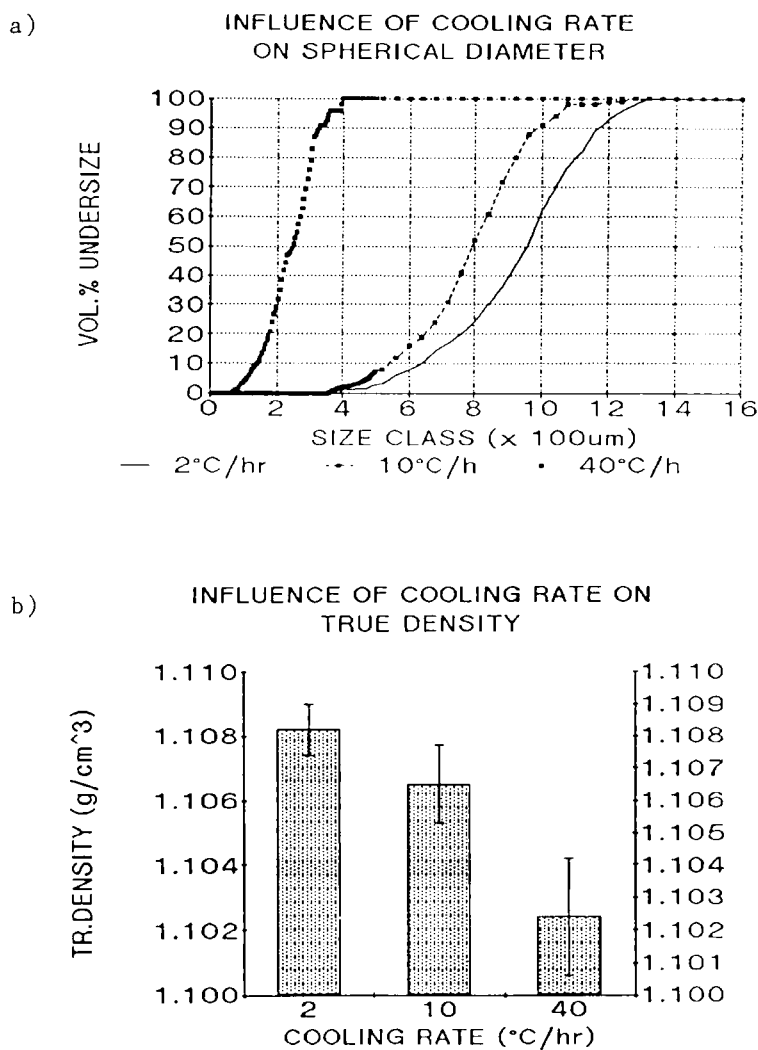 a)
INFLUENCE OF COOLING RATE
ON SPHERICAL DIAMETER
VOL.% UNDERSIZE
100
90
80
70
60
50
40
30
20
10
0
0 2 4 6 8 10 12 14 16
SIZE CLASS (x 100um)
2°C/hr 10°C/h 40°C/h
b)
INFLUENCE OF COOLING RATE ON
TRUE DENSITY
TR.DENSITY (g/cm^3)
1.110 1.110
1.109
1.108 1.108
1.107
1.106 1.106
1.105
1.104 1.104
1.103
1.102 1.102
1.101
1.100 1.100
2 10 40
COOLING RATE (°C/hr)